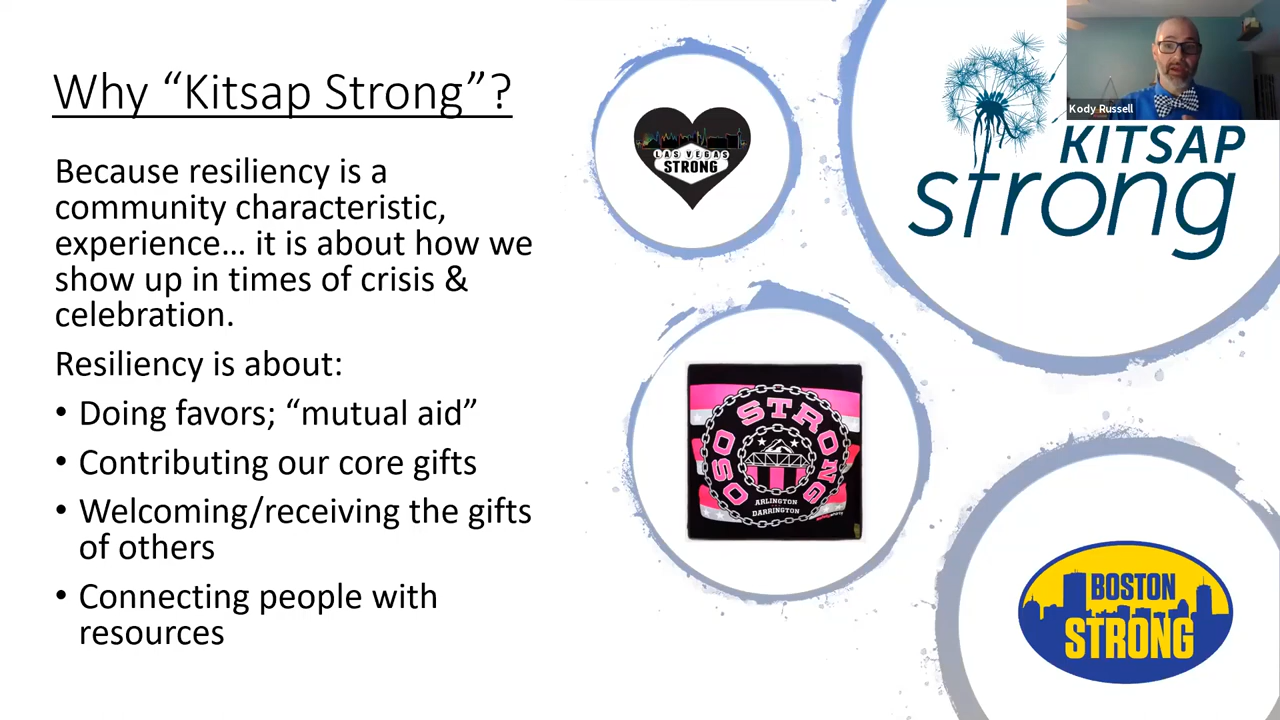 Why “Kitsap Strong”?
Because resiliency is a
community characteristic,
experience… it is about how we
show up in times of crisis &
celebration.
Resiliency is about:
• Doing favors; “mutual aid”
• Contributing our core gifts
• Welcoming/receiving the gifts
of others
• Connecting people with
resources
LAS VEGAS
STRONG
Kody Russell
KITSAP
strong
OSO STRONG
ARLINGTON
DARRINGTON
BOSTON
STRONG